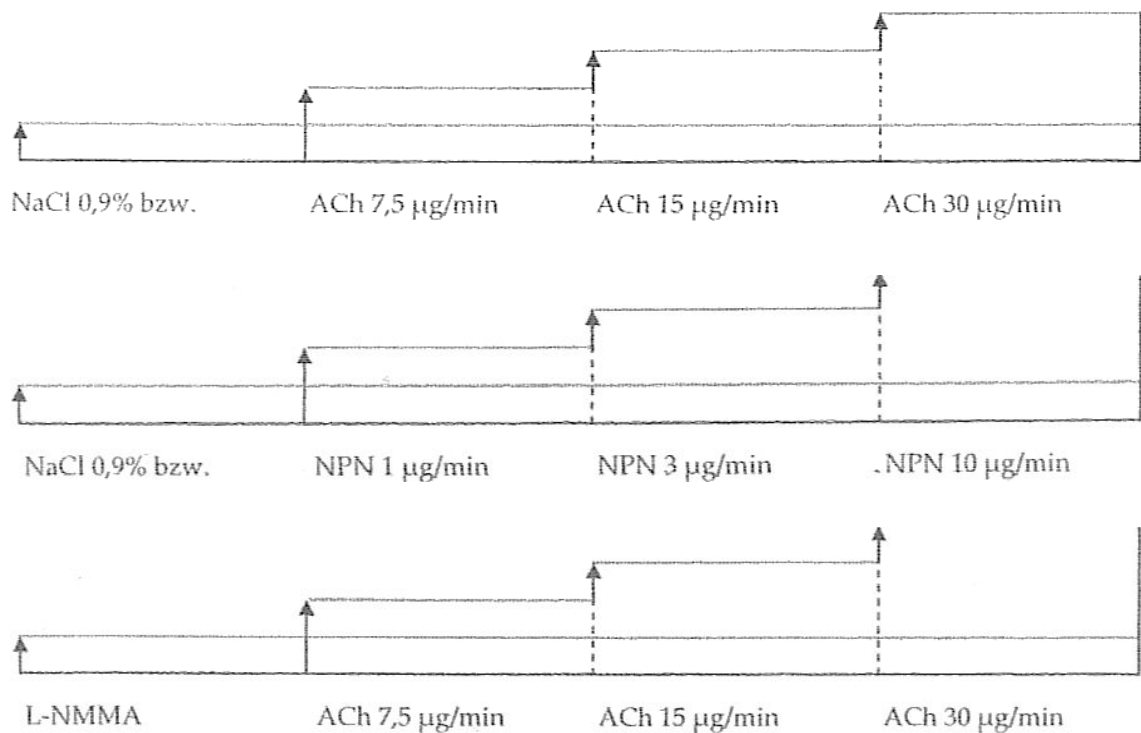 NaCl 0,9% bzw. ACh 7,5 µg/min ACh 15 µg/min ACh 30 µg/min
NaCl 0,9% bzw. NPN 1 µg/min NPN 3 µg/min NPN 10 µg/min
L-NMMA ACh 7,5 µg/min ACh 15 µg/min ACh 30 µg/min